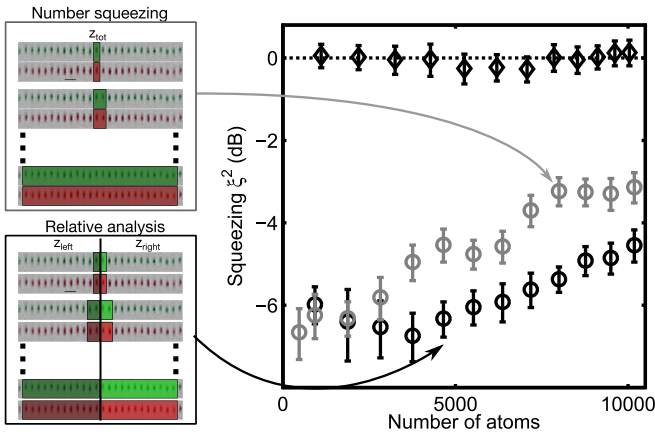 Number squeezing
z_tot
Relative analysis
z_left z_right
Squeezing ξ² (dB)
0
−2
−4
−6
0 5000 10000
Number of atoms